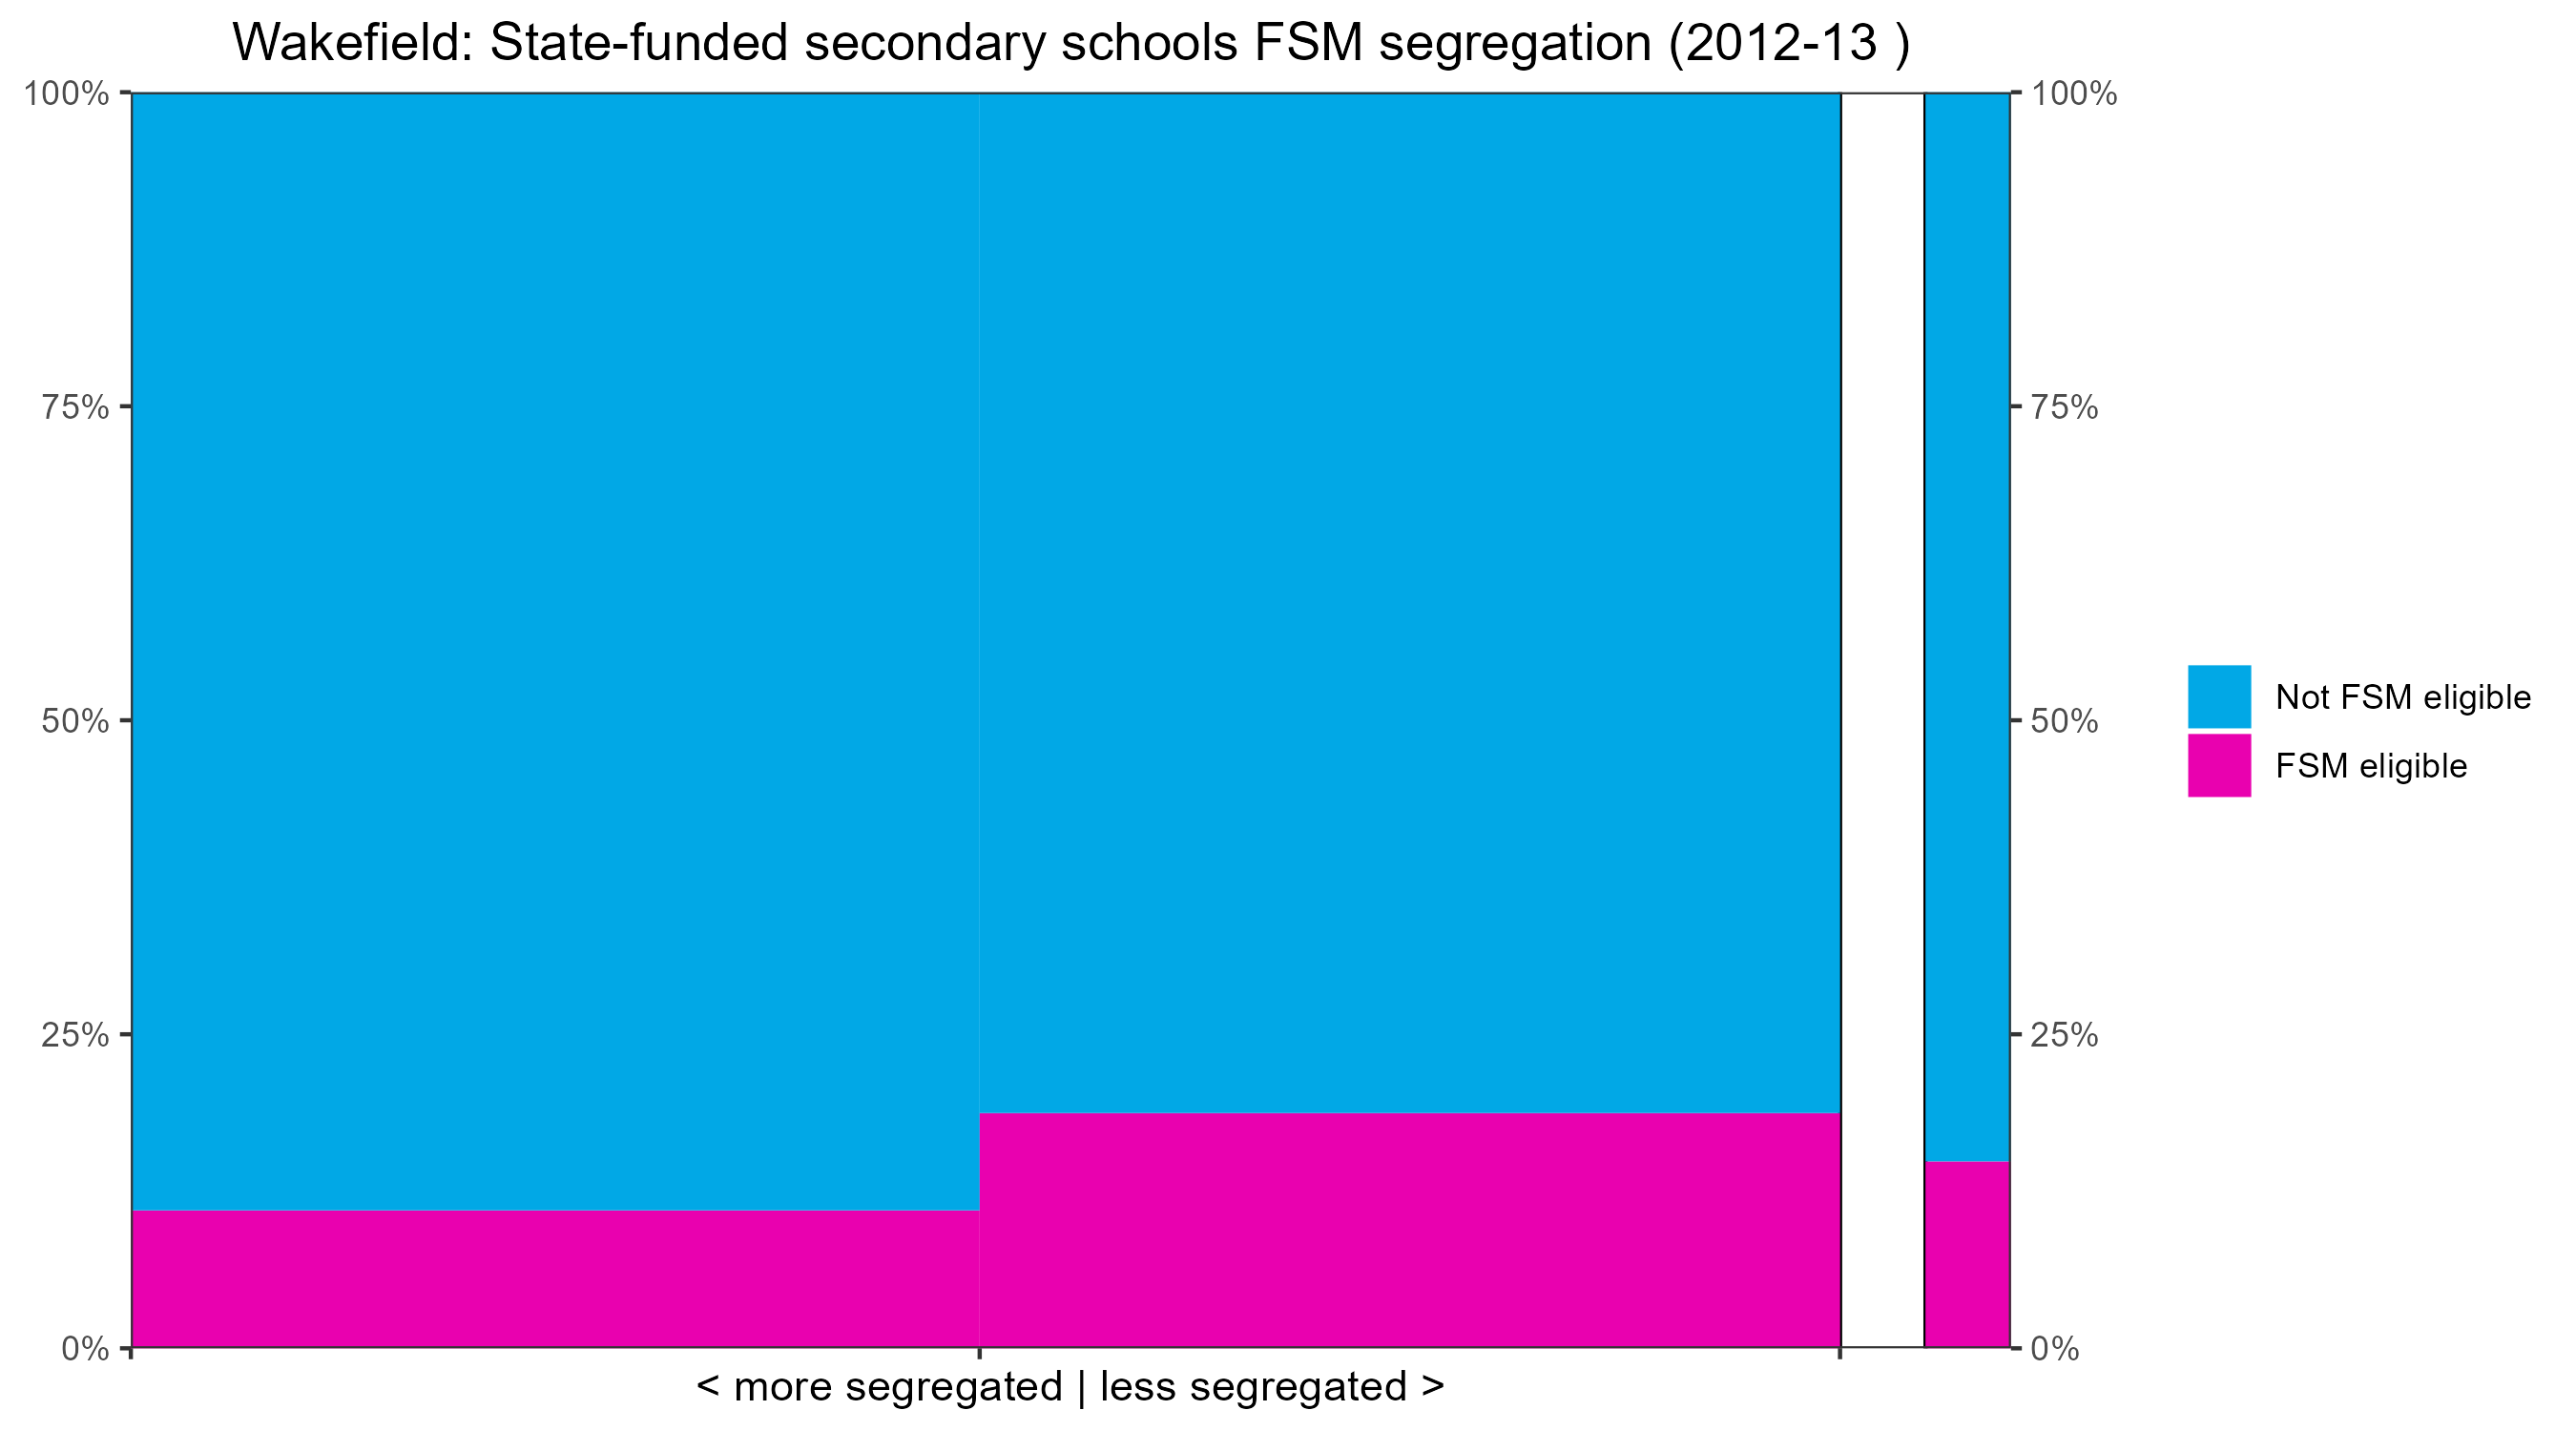 Wakefield: State-funded secondary schools FSM segregation (2012-13 )
100%
75%
50%
25%
0%
100%
75%
50%
25%
0%
< more segregated | less segregated >
Not FSM eligible
FSM eligible